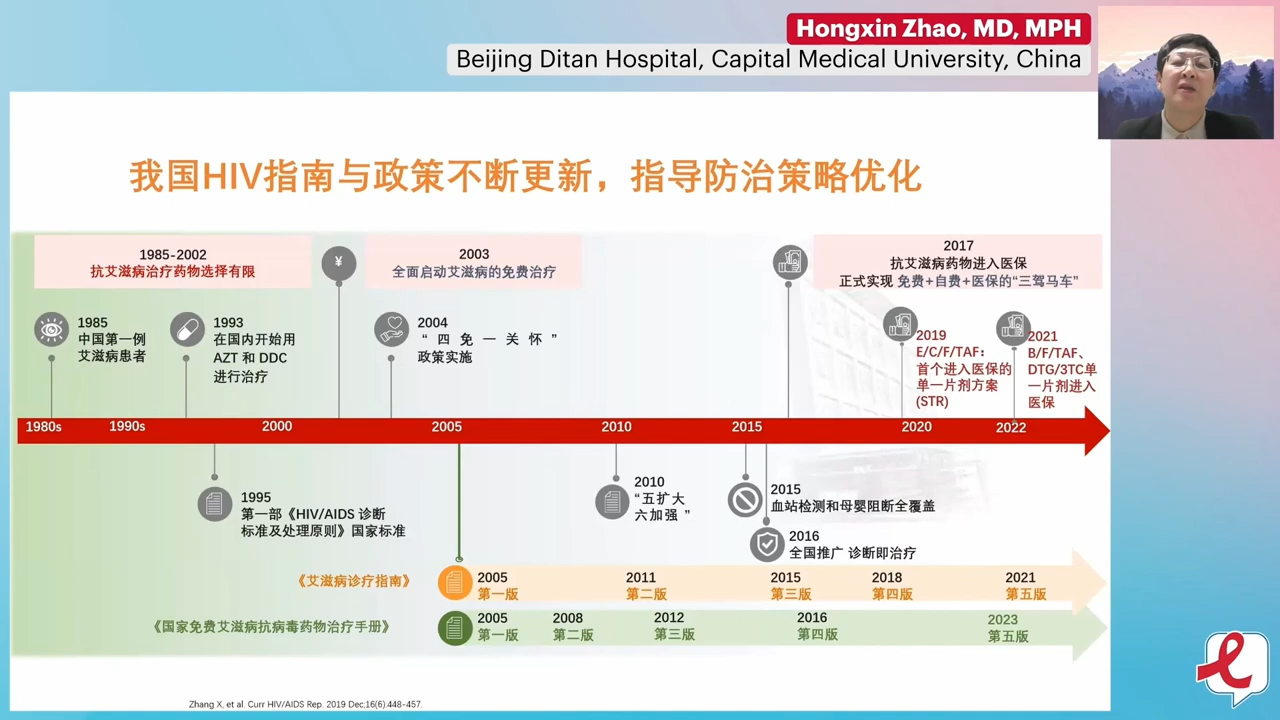 Hongxin Zhao, MD, MPH
Beijing Ditan Hospital, Capital Medical University, China
我国HIV指南与政策不断更新，指导防治策略优化
1985-2002
抗艾滋病治疗药物选择有限
¥
2003
全面启动艾滋病的免费治疗
2017
抗艾滋病药物进入医保
正式实现 免费+自费+医保的“三驾马车”
1985
中国第一例
艾滋病患者
1993
在国内开始用
AZT 和 DDC
进行治疗
2004
“ 四 免 一 关 怀 ”
政策实施
2019
E/C/F/TAF：
首个进入医保的
单一片剂方案
(STR)
2021
B/F/TAF、
DTG/3TC单
一片剂进入
医保
1980s 1990s 2000 2005 2010 2015 2020 2022
1995
第一部《HIV/AIDS 诊断
标准及处理原则》国家标准
2010
“五扩大
六加强 ”
2015
血站检测和母婴阻断全覆盖
2016
全国推广 诊断即治疗
《艾滋病诊疗指南》
2005 2011 2015 2018 2021
第一版 第二版 第三版 第四版 第五版
《国家免费艾滋病抗病毒药物治疗手册》
2005 2008 2012 2016 2023
第一版 第二版 第三版 第四版 第五版
Zhang X, et al. Curr HIV/AIDS Rep. 2019 Dec;16(6):448-457.